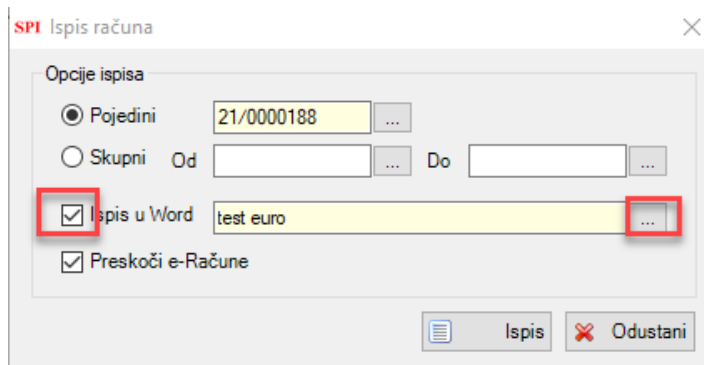 SPI Ispis računa
Opcije ispisa
Pojedini 21/0000188 ...
Skupni Od ... Do ...
Ispis u Word test euro ...
Preskoči e-Račune
Ispis Odustani